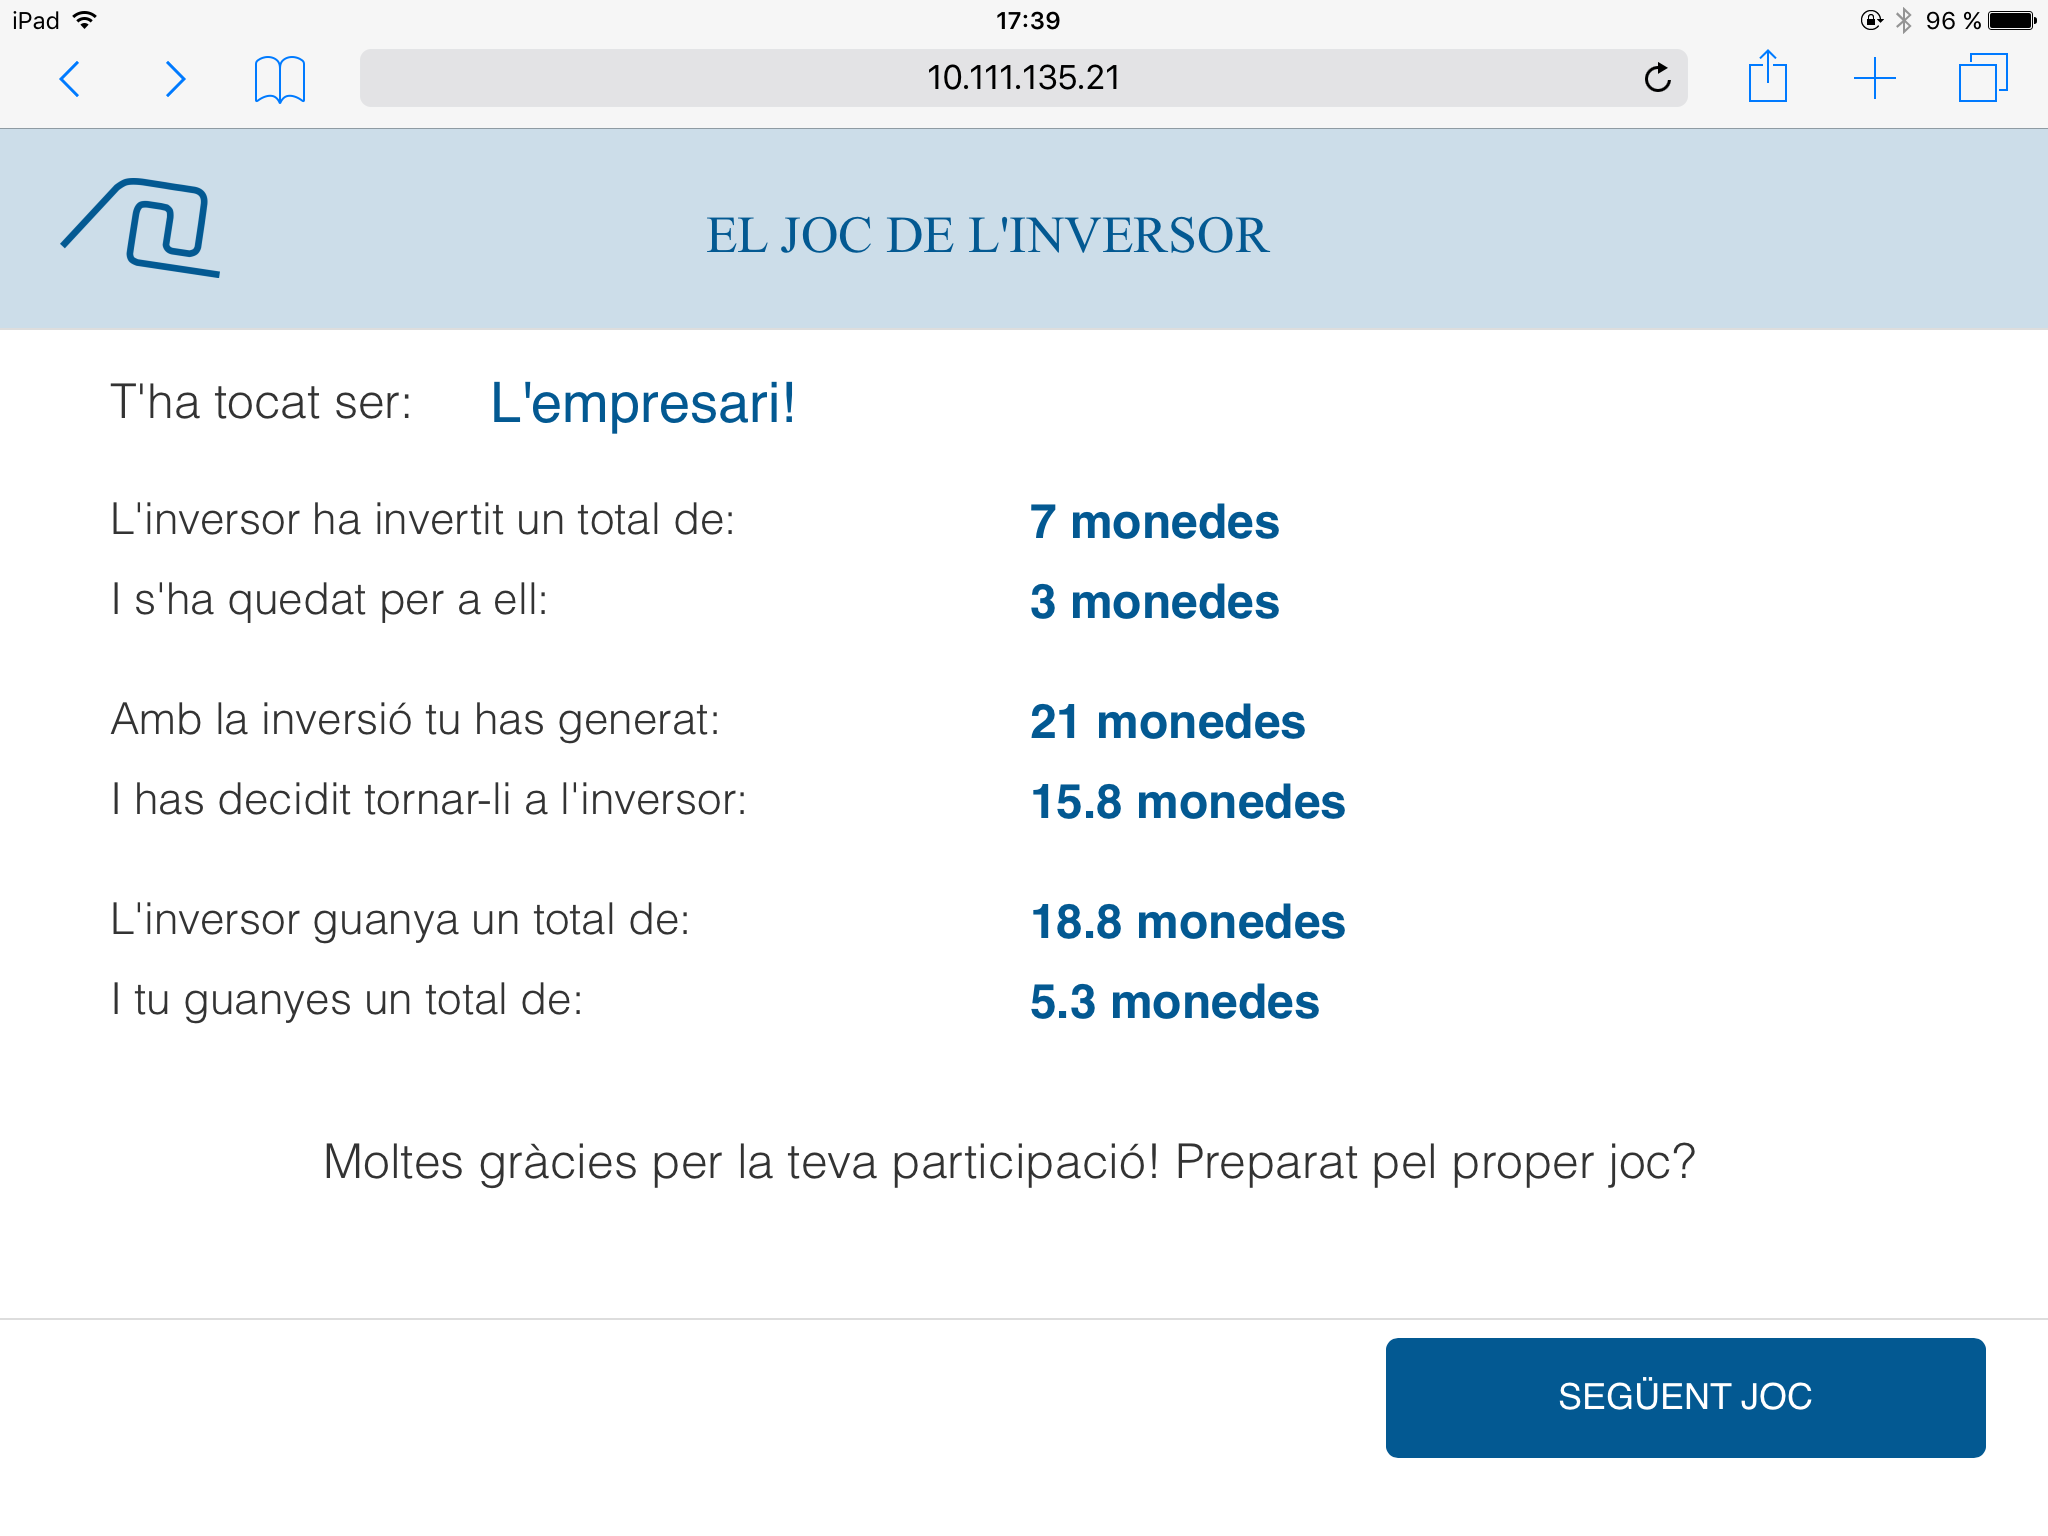 iPad 17:39 96 %
10.111.135.21
EL JOC DE L'INVERSOR
T'ha tocat ser: L'empresari!
L'inversor ha invertit un total de: 7 monedes
I s'ha quedat per a ell: 3 monedes
Amb la inversió tu has generat: 21 monedes
I has decidit tornar-li a l'inversor: 15.8 monedes
L'inversor guanya un total de: 18.8 monedes
I tu guanyes un total de: 5.3 monedes
Moltes gràcies per la teva participació! Preparat pel proper joc?
SEGÜENT JOC